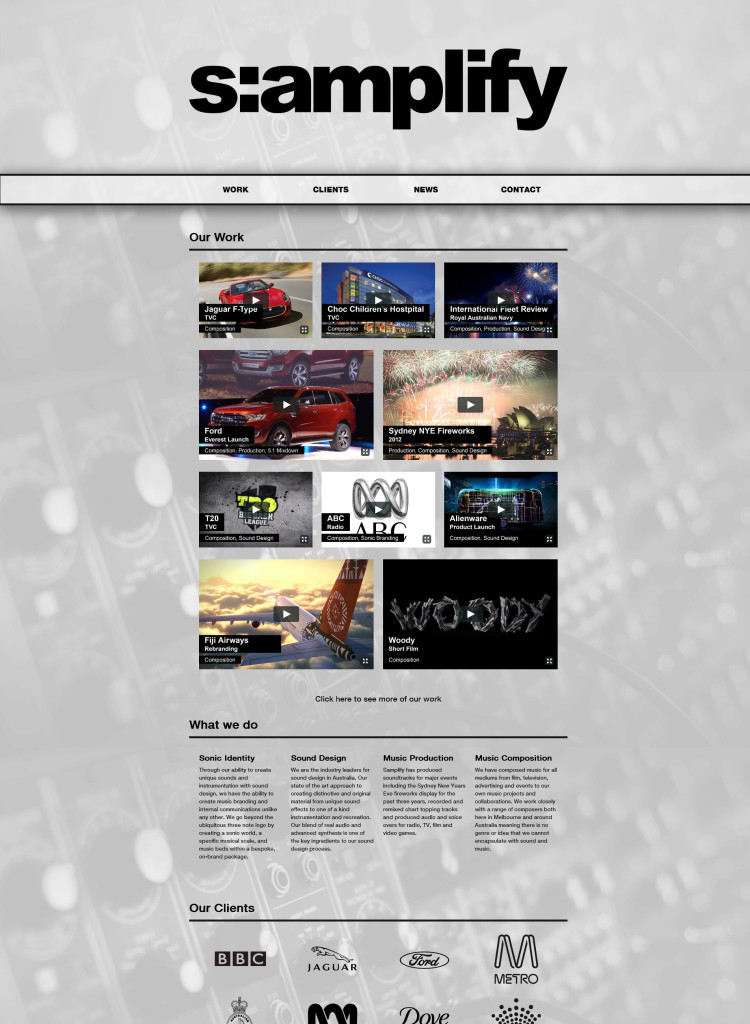 s:amplify
WORK CLIENTS NEWS CONTACT
Our Work
Jaguar F-Type
TVC
Composition
CHOC
Choc Children's Hostpital
TVC
Composition
International Fleet Review
Royal Australian Navy
Composition, Production, Sound Design
Ford
Everest Launch
Composition, Production, 5.1 Mixdown
Sydney NYE Fireworks
2012
Production, Composition, Sound Design
BIG BASH
LEAGUE
T20
TVC
Composition, Sound Design
ABC
ABC
Radio
Composition, Sonic Branding
Alienware
Product Launch
Composition, Sound Design
Fiji Airways
Rebranding
Composition
WOODY
Woody
Short Film
Composition
Click here to see more of our work
What we do
Sonic Identity
Through our ability to create
unique sounds and
instrumentation with sound
design, we have the ability to
create music branding and
internal communications unlike
any other. We go beyond the
ubiquitous three note logo by
creating a sonic world, a
specific musical scale, and
music beds within a bespoke,
on-brand package.
Sound Design
We are the industry leaders for
sound design in Australia. Our
state of the art approach to
creating distinctive and original
material from unique sound
effects to one of a kind
instrumentation and recreation.
Our blend of real audio and
advanced synthesis is one of
the key ingredients to our sound
design process.
Music Production
Samplify has produced
soundtracks for major events
including the Sydney New Years
Eve fireworks display for the
past three years, recorded and
remixed chart topping tracks
and produced audio and voice
overs for radio, TV, film and
video games.
Music Composition
We have composed music for all
mediums from film, television,
advertising and events to our
own music projects and
collaborations. We work closely
with a range of composers both
here in Melbourne and around
Australia meaning there is no
genre or idea that we cannot
encapsulate with sound and
music.
Our Clients
BBC
JAGUAR
Ford
METRO
Dove